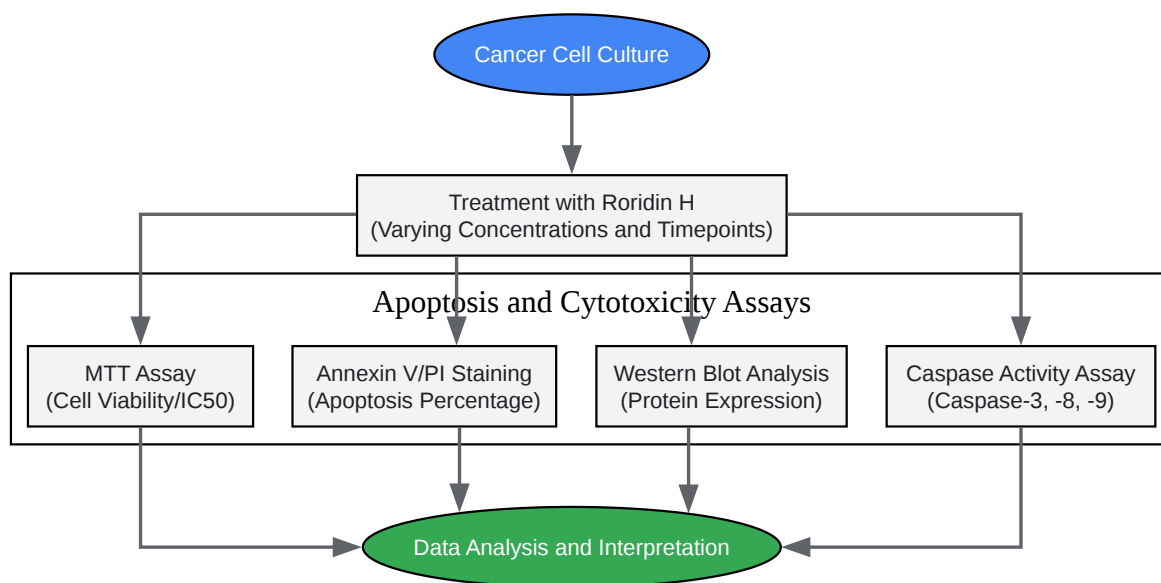 Cancer Cell Culture
Treatment with Roridin H
(Varying Concentrations and Timepoints)
Apoptosis and Cytotoxicity Assays
MTT Assay
(Cell Viability/IC50)
Annexin V/PI Staining
(Apoptosis Percentage)
Western Blot Analysis
(Protein Expression)
Caspase Activity Assay
(Caspase-3, -8, -9)
Data Analysis and Interpretation